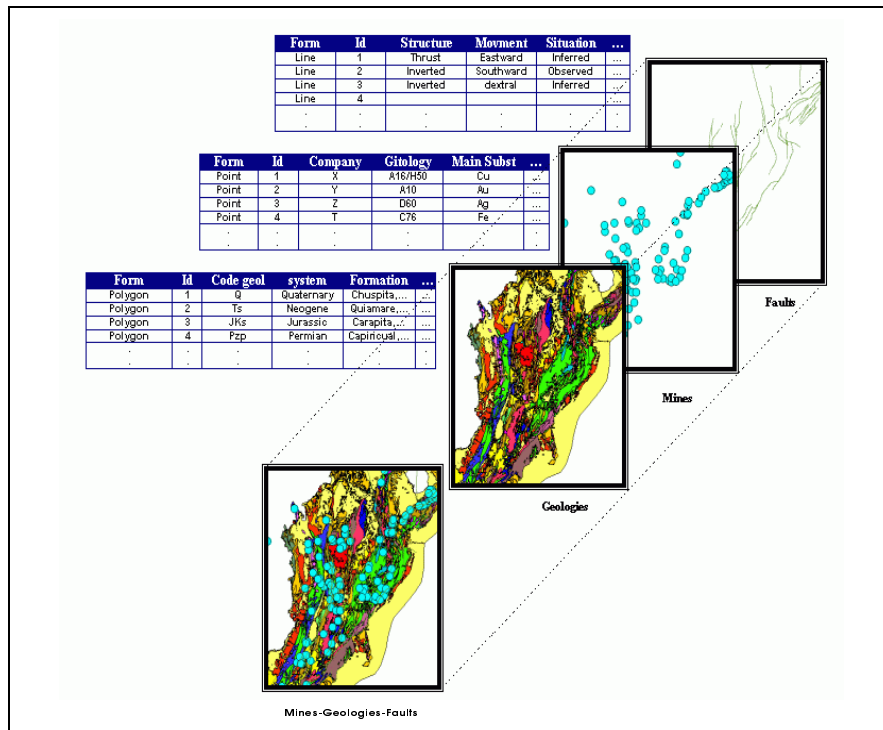 Form Id Structure Movment Situation ...
Line 1 Thrust Eastward Inferred ...
Line 2 Inverted Southward Observed ...
Line 3 Inverted dextral Inferred ...
Line 4 ...
. . . . . .
. . . . . .
Form Id Company Gitology Main Subst ...
Point 1 X A16/H50 Cu ...
Point 2 Y A10 Au ...
Point 3 Z D60 Ag ...
Point 4 T C76 Fe ...
. . . . . .
. . . . . .
Form Id Code geol system Formation ...
Polygon 1 Q Quaternary Chuspita,... ...
Polygon 2 Ts Neogene Quiamare,... ...
Polygon 3 JKs Jurassic Carapita,... ...
Polygon 4 Pzp Permian Capiricual,... ...
. . . . . .
. . . . . .
Faults
Mines
Geologies
Mines-Geologies-Faults